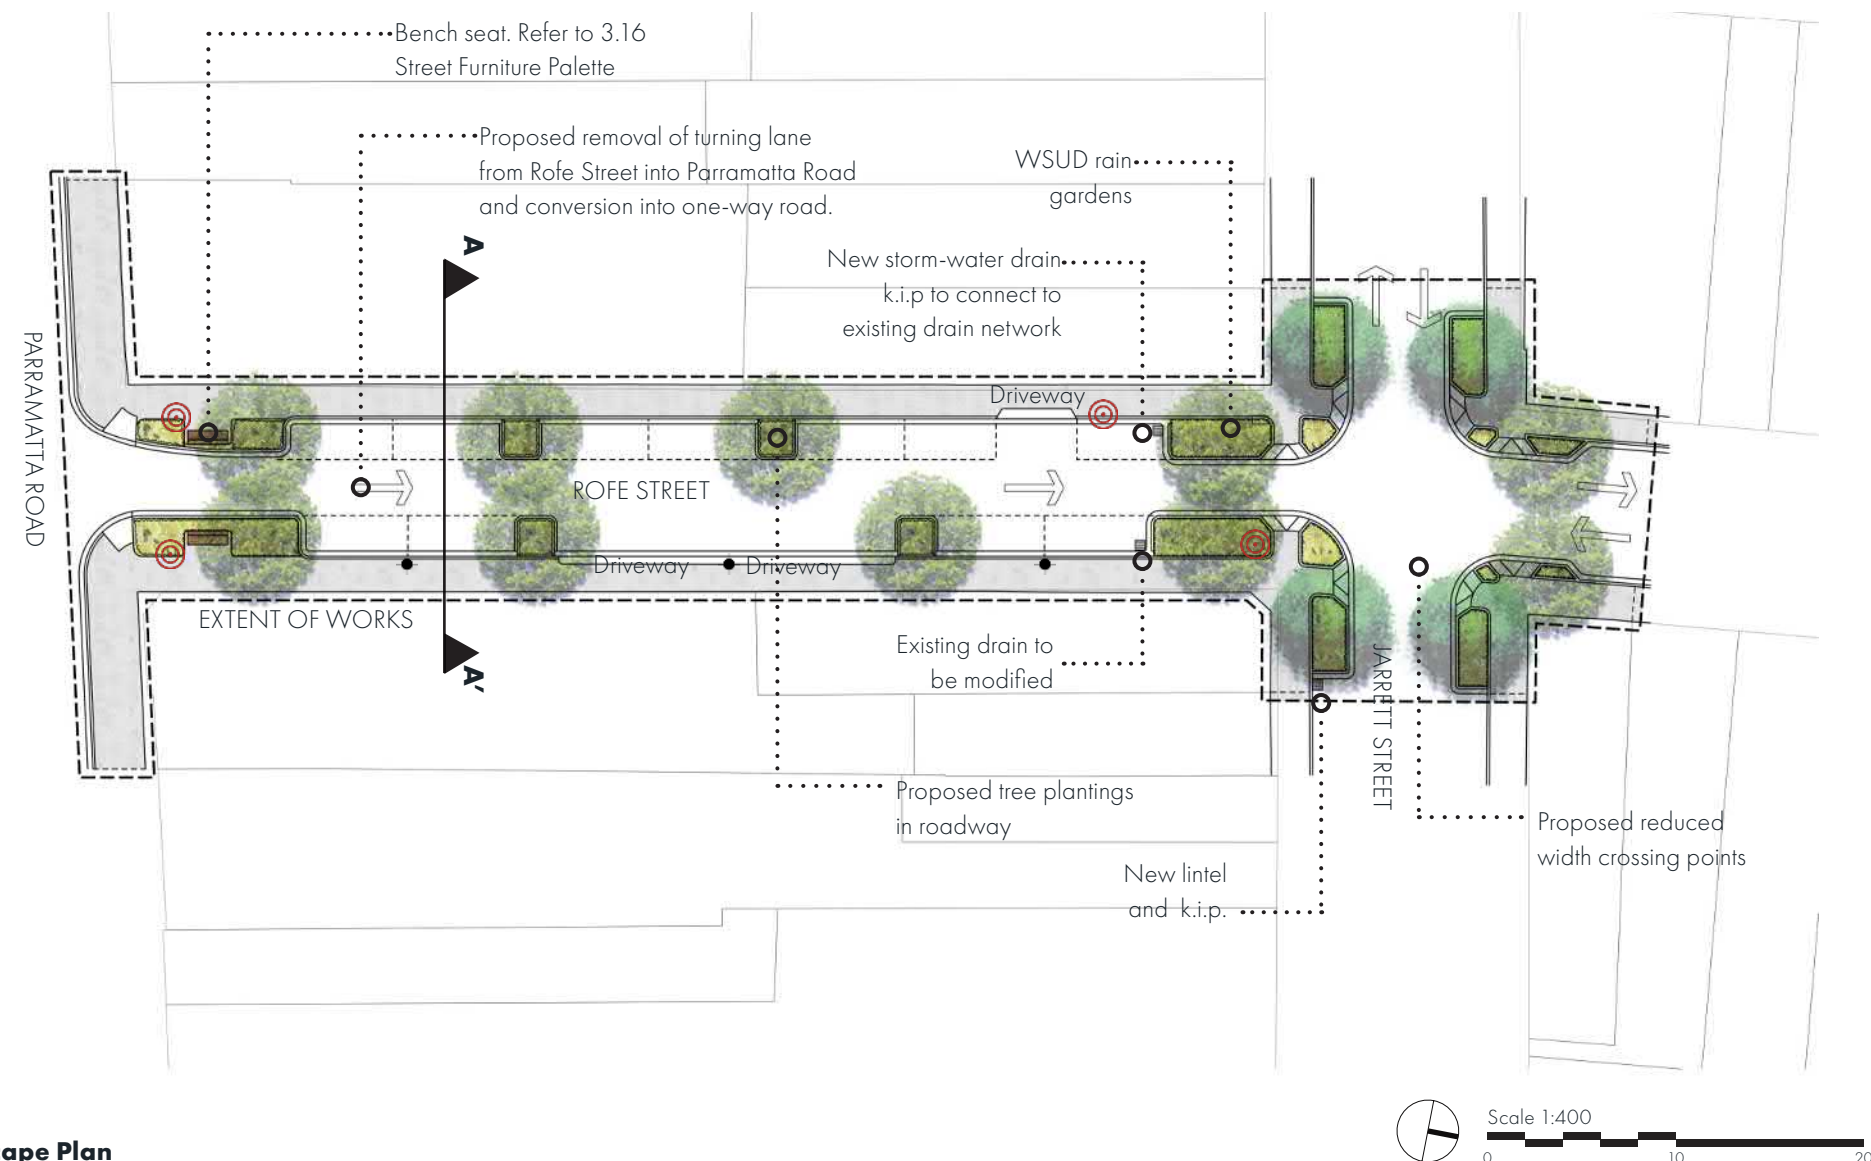 Bench seat. Refer to 3.16
Street Furniture Palette
Proposed removal of turning lane
from Rofe Street into Parramatta Road
and conversion into one-way road.
WSUD rain
gardens
New storm-water drain
k.i.p to connect to
existing drain network
A
PARRAMATTA ROAD
Driveway
ROFE STREET
Driveway
Driveway
EXTENT OF WORKS
A'
Existing drain to
be modified
JARRETT STREET
Proposed tree plantings
in roadway
Proposed reduced
width crossing points
New lintel
and k.i.p.
Scale 1:400
0 10 20
ape Plan